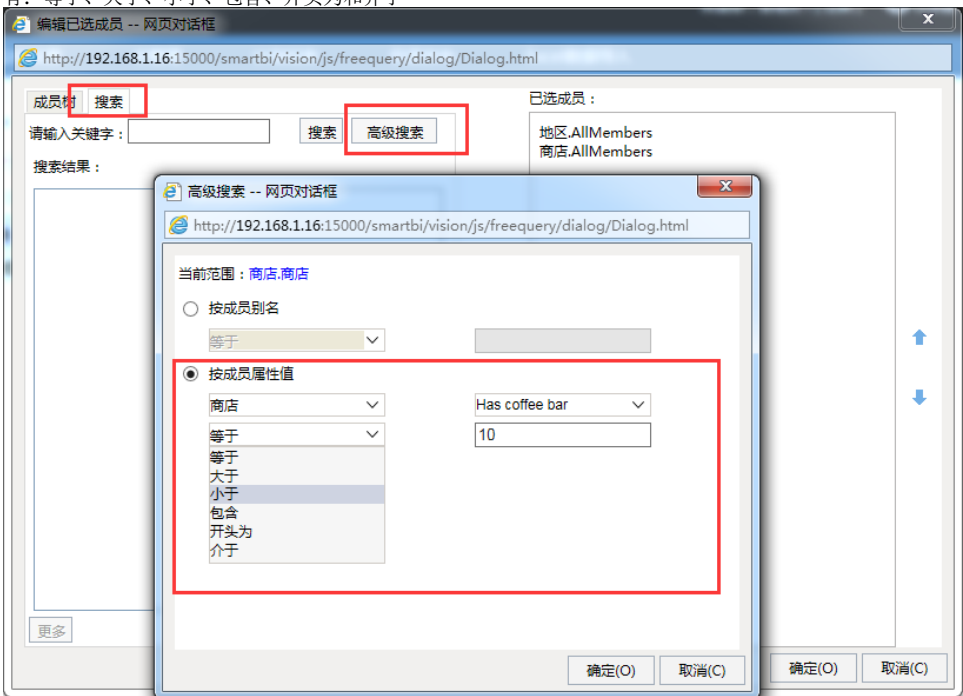 编辑已选成员 -- 网页对话框
x
http://192.168.1.16:15000/smartbi/vision/js/freequery/dialog/Dialog.html
成员树 搜索
已选成员：
请输入关键字：
搜索 高级搜索
地区.AllMembers
商店.AllMembers
搜索结果：
高级搜索 -- 网页对话框
x
http://192.168.1.16:15000/smartbi/vision/js/freequery/dialog/Dialog.html
当前范围：商店.商店
按成员别名
等于
按成员属性值
商店 Has coffee bar
等于 10
等于
大于
小于
包含
开头为
介于
更多
确定(O) 取消(C)
确定(O) 取消(C)